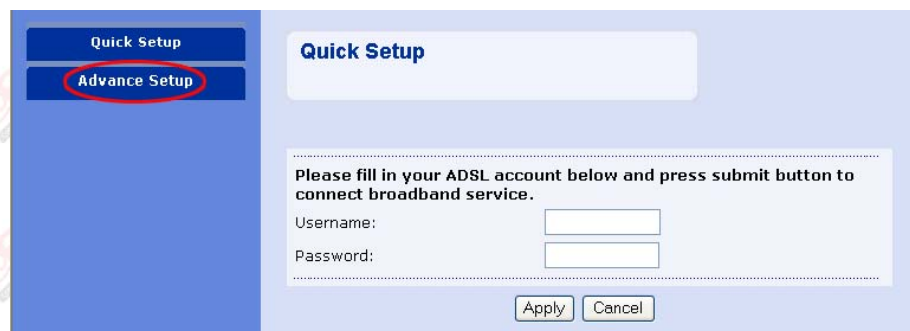 Quick Setup
Advance Setup
Quick Setup
Please fill in your ADSL account below and press submit button to
connect broadband service.
Username:
Password:
Apply Cancel